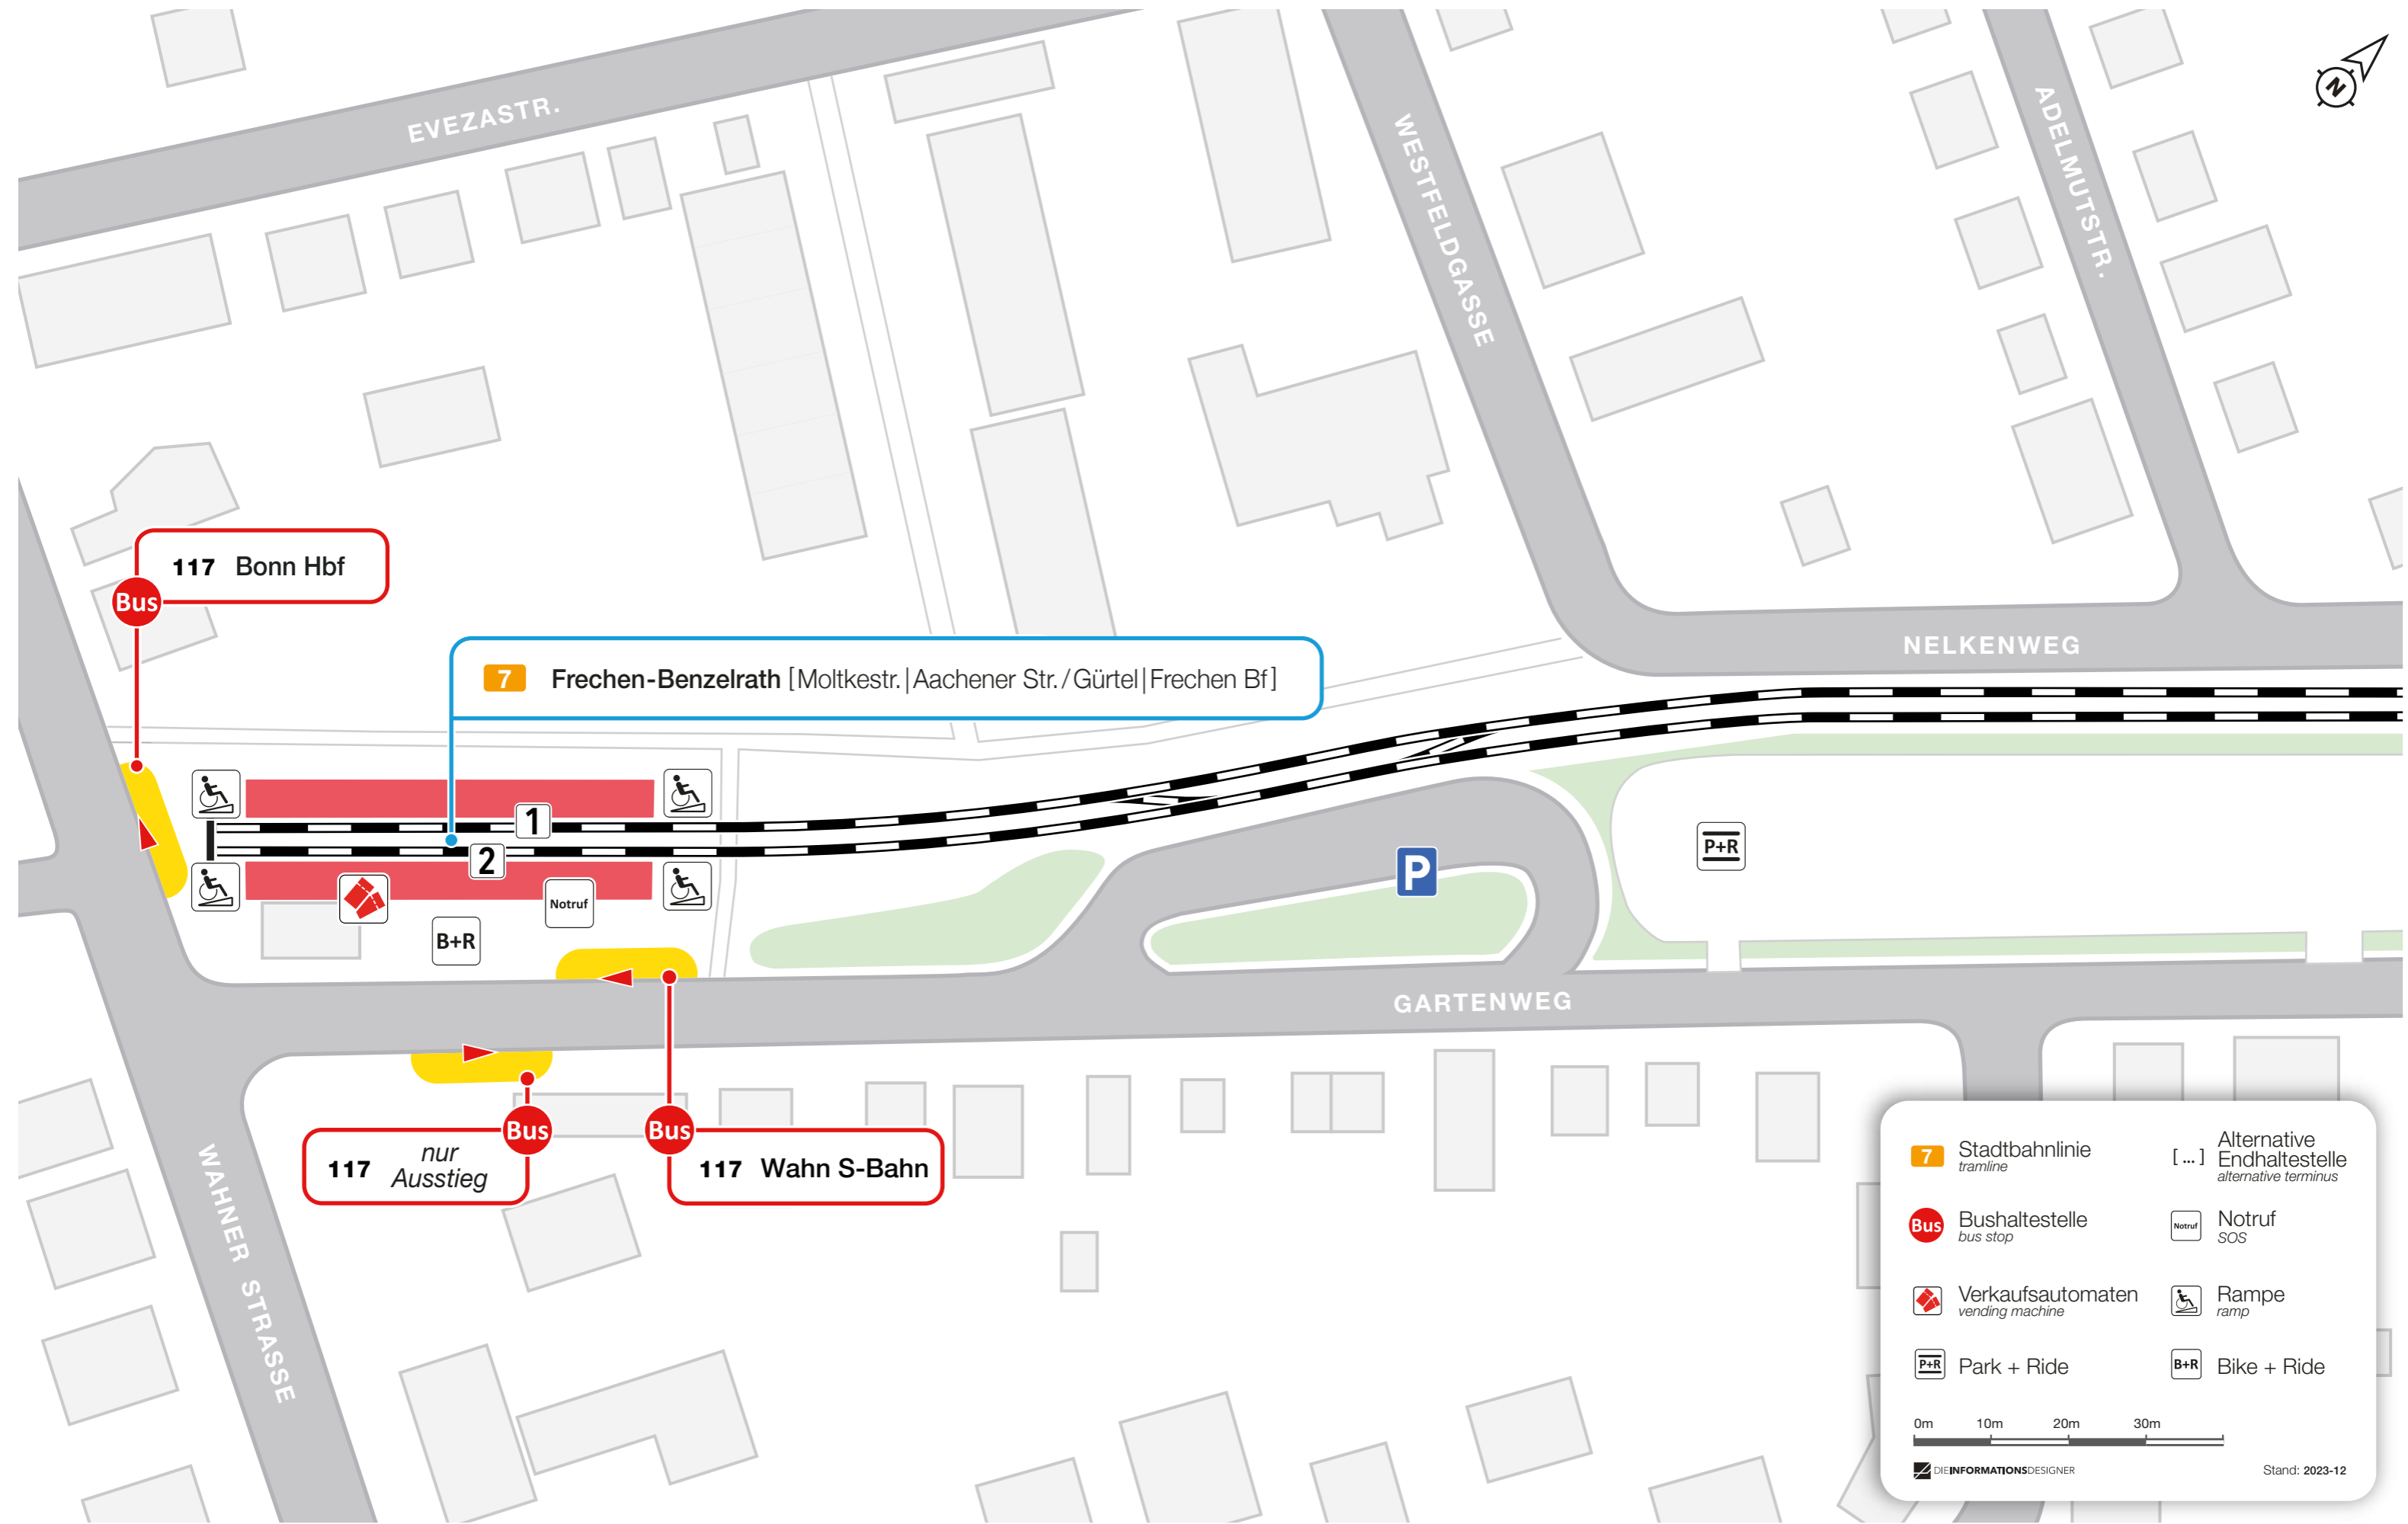 EVEZASTR.
WESTFELDGASSE
ADELMUTSTR.
N
117 Bonn Hbf
Bus
NELKENWEG
7 Frechen-Benzelrath [Moltkestr.|Aachener Str./Gürtel|Frechen Bf]
1
2
P+R
P
Notruf
B+R
GARTENWEG
Bus
117 nur
Ausstieg
Bus
117 Wahn S-Bahn
WAHNER STRASSE
7 Stadtbahnlinie
tramline
[...] Alternative
Endhaltestelle
alternative terminus
Bus Bushaltestelle
bus stop
Notruf Notruf
SOS
Verkaufsautomaten
vending machine
Rampe
ramp
P+R Park + Ride
B+R Bike + Ride
0m 10m 20m 30m
DIEINFORMATIONSDESIGNER
Stand: 2023-12